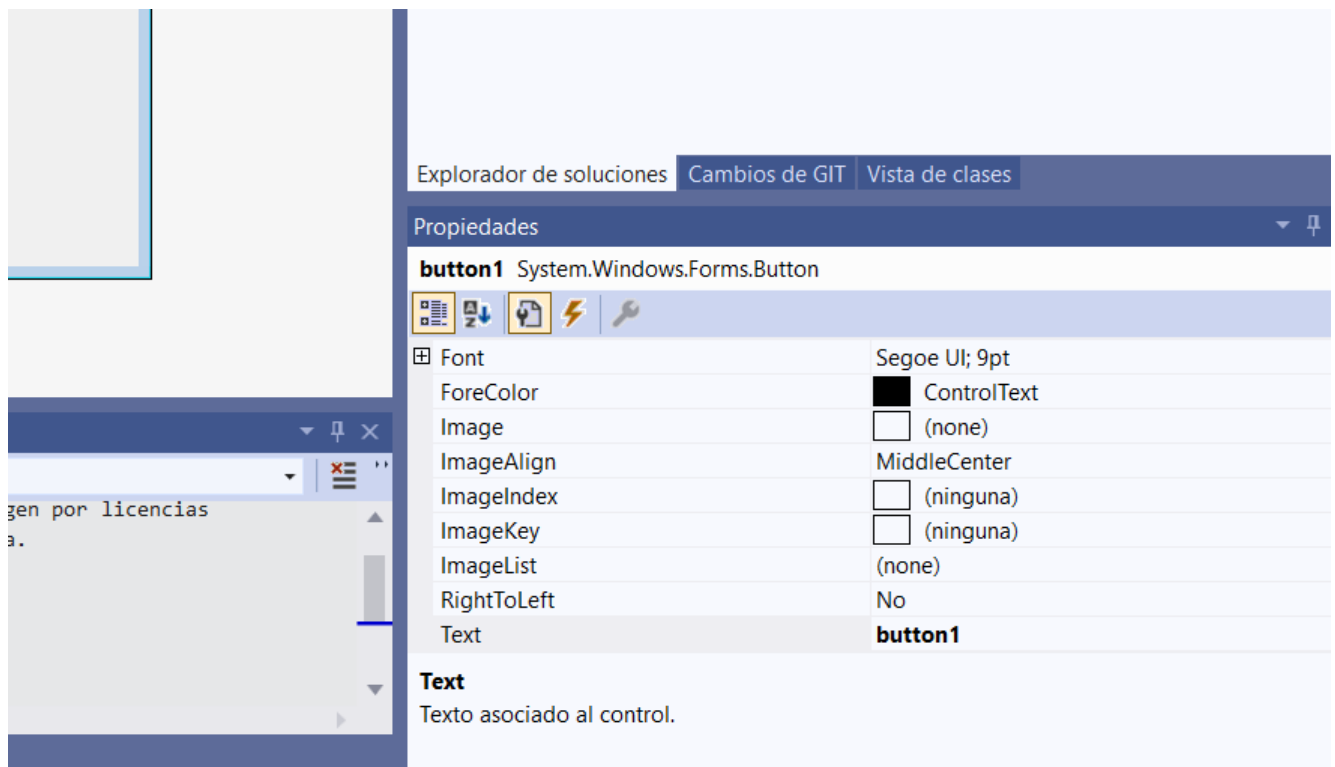 Explorador de soluciones Cambios de GIT Vista de clases
Propiedades
button1 System.Windows.Forms.Button
Font Segoe UI; 9pt
ForeColor ControlText
Image (none)
ImageAlign MiddleCenter
ImageIndex (ninguna)
ImageKey (ninguna)
ImageList (none)
RightToLeft No
Text button1
Text
Texto asociado al control.
por licencias